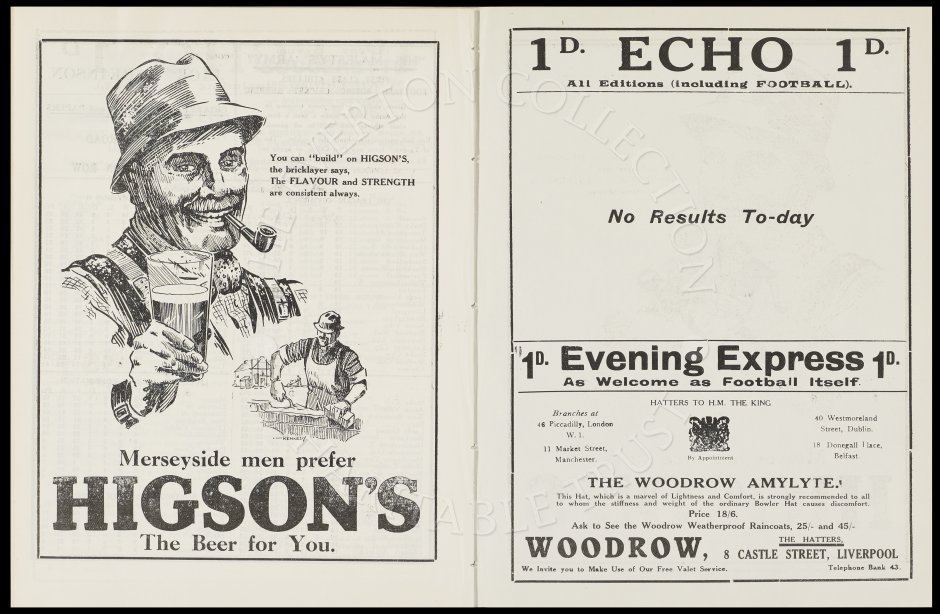 You can "build" on HIGSON'S,
the bricklayer says,
The FLAVOUR and STRENGTH
are consistent always.
KENNEDY
Merseyside men prefer
HIGSON'S
The Beer for You.
1D. ECHO 1D.
All Editions (including FOOTBALL).
No Results To-day
1D. Evening Express 1D.
As Welcome as Football Itself
HATTERS TO H.M. THE KING
Branches at
46 Piccadilly, London
W.1.
11 Market Street,
Manchester.
By Appointment
40 Westmoreland
Street, Dublin.
18 Donegall Place,
Belfast.
THE WOODROW AMYLYTE.
This Hat, which is a marvel of Lightness and Comfort, is strongly recommended to all
to whom the stiffness and weight of the ordinary Bowler Hat causes discomfort.
Price 18/6.
Ask to See the Woodrow Weatherproof Raincoats, 25/- and 45/-
WOODROW, THE HATTERS, 8 CASTLE STREET, LIVERPOOL
We Invite you to Make Use of Our Free Valet Service. Telephone Bank 43.
EVERTON COLLECTION
TABLE TRUST